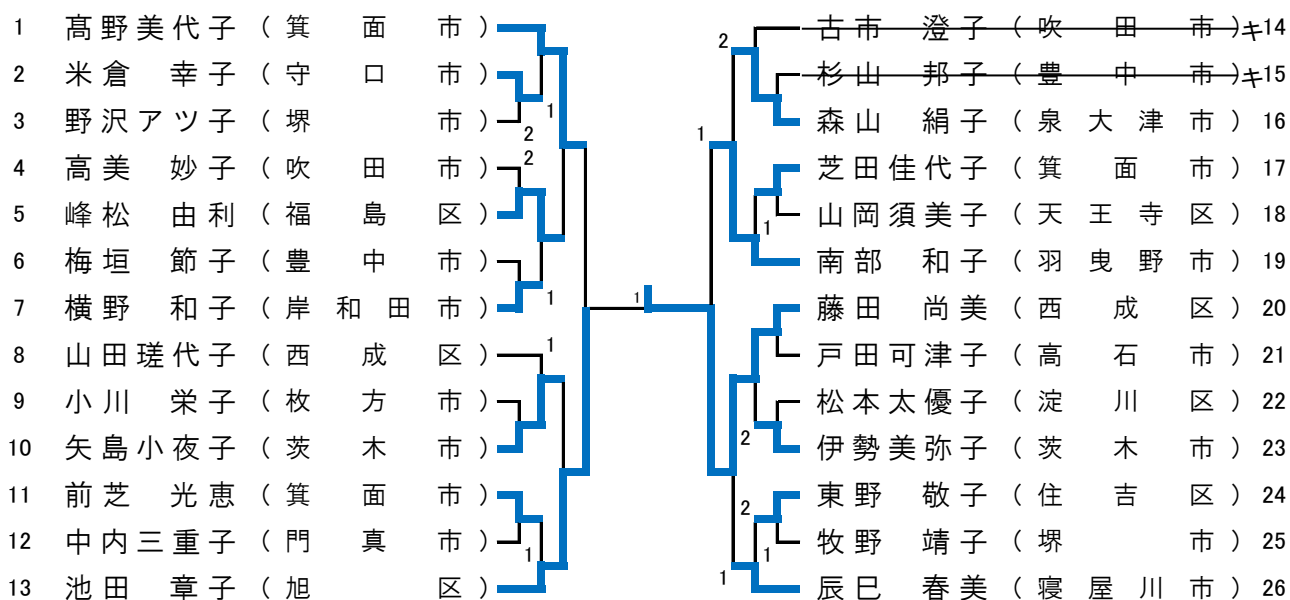 1 髙野美代子 ( 箕面市 )
2 米倉 幸子 ( 守口市 )
3 野沢アツ子 ( 堺市 )
4 高美 妙子 ( 吹田市 )
5 峰松 由利 ( 福島区 )
6 梅垣 節子 ( 豊中市 )
7 横野 和子 ( 岸和田市 )
8 山田瑳代子 ( 西成区 )
9 小川 栄子 ( 枚方市 )
10 矢島小夜子 ( 茨木市 )
11 前芝 光恵 ( 箕面市 )
12 中内三重子 ( 門真市 )
13 池田 章子 ( 旭区 )
1
2
2
1
1
1
1
2
1
1
2
2
1
1
古市 澄子 ( 吹田市 )キ14
杉山 邦子 ( 豊中市 )キ15
森山 絹子 ( 泉大津市 ) 16
芝田佳代子 ( 箕面市 ) 17
山岡須美子 ( 天王寺区 ) 18
南部 和子 ( 羽曳野市 ) 19
藤田 尚美 ( 西成区 ) 20
戸田可津子 ( 高石市 ) 21
松本太優子 ( 淀川区 ) 22
伊勢美弥子 ( 茨木市 ) 23
東野 敬子 ( 住吉区 ) 24
牧野 靖子 ( 堺市 ) 25
辰巳 春美 ( 寝屋川市 ) 26